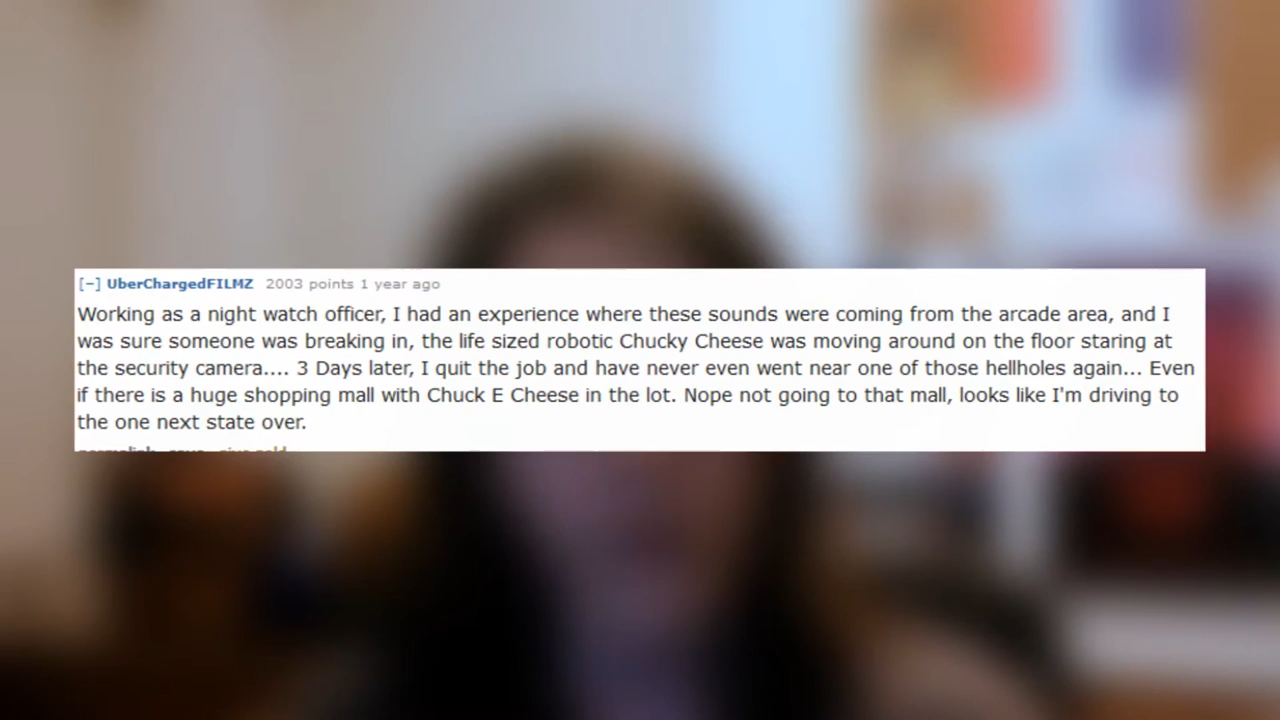 [–] UberChargedFILMZ 2003 points 1 year ago
Working as a night watch officer, I had an experience where these sounds were coming from the arcade area, and I
was sure someone was breaking in, the life sized robotic Chucky Cheese was moving around on the floor staring at
the security camera.... 3 Days later, I quit the job and have never even went near one of those hellholes again... Even
if there is a huge shopping mall with Chuck E Cheese in the lot. Nope not going to that mall, looks like I'm driving to
the one next state over.